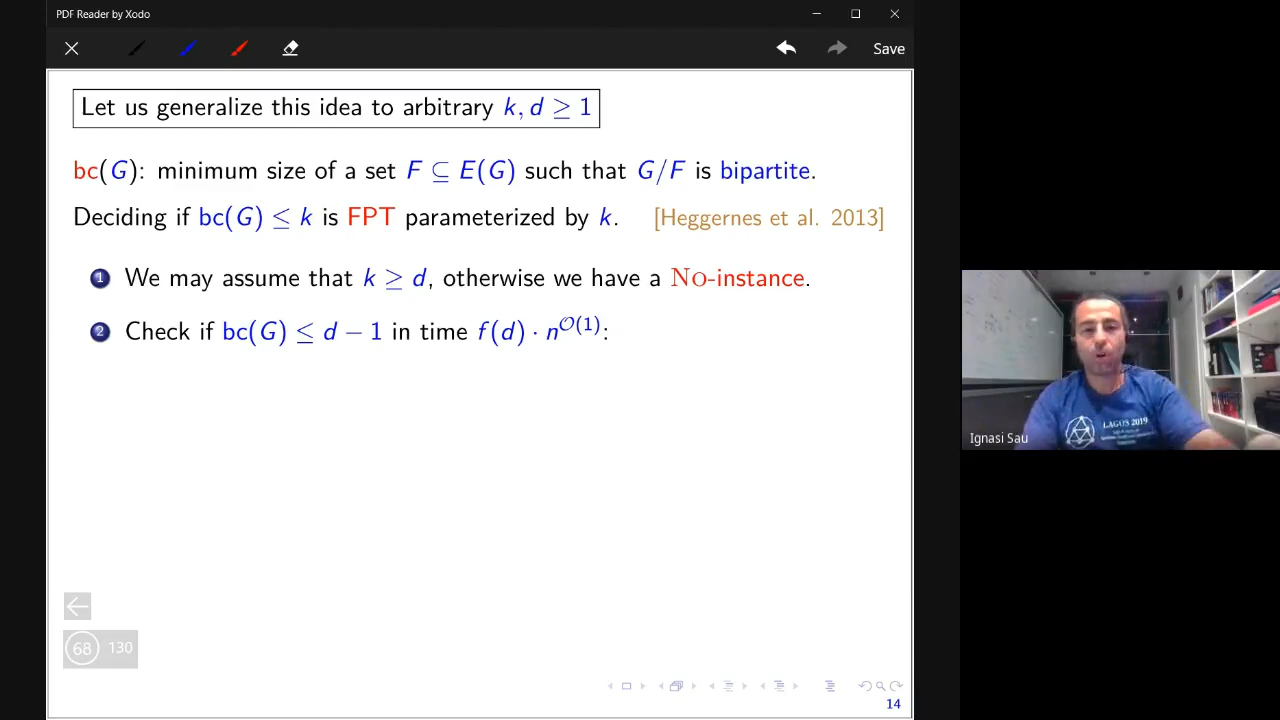 PDF Reader by Xodo
Save
Let us generalize this idea to arbitrary k, d ≥ 1
bc(G): minimum size of a set F ⊆ E(G) such that G/F is bipartite.
Deciding if bc(G) ≤ k is FPT parameterized by k. [Heggernes et al. 2013]
1 We may assume that k ≥ d, otherwise we have a No-instance.
2 Check if bc(G) ≤ d − 1 in time f(d) · n^O(1):
LAGOS 2019
Ignasi Sau
68 130
14